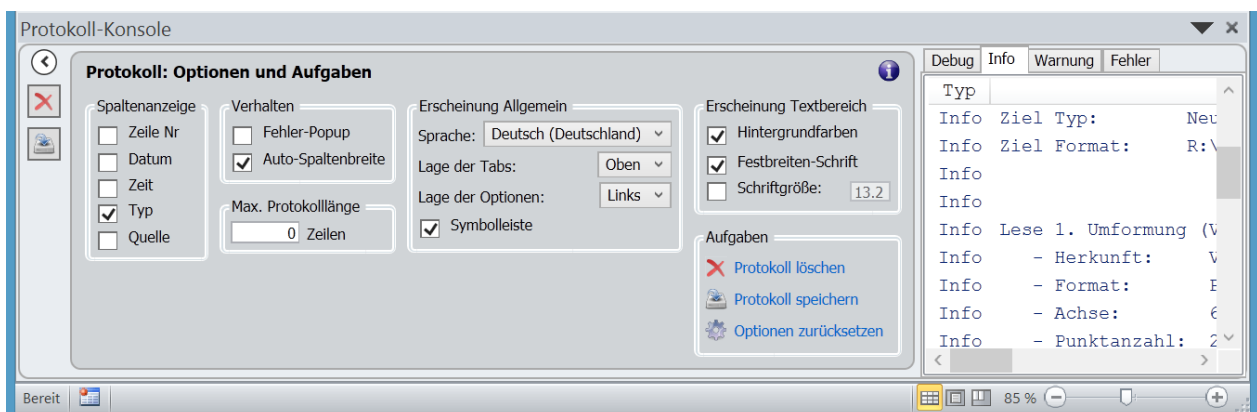 Protokoll-Konsole
Protokoll: Optionen und Aufgaben
Spaltenanzeige
Zeile Nr
Datum
Zeit
Typ
Quelle
Verhalten
Fehler-Popup
Auto-Spaltenbreite
Max. Protokolllänge
0 Zeilen
Erscheinung Allgemein
Sprache: Deutsch (Deutschland)
Lage der Tabs: Oben
Lage der Optionen: Links
Symbolleiste
Erscheinung Textbereich
Hintergrundfarben
Festbreiten-Schrift
Schriftgröße: 13.2
Aufgaben
Protokoll löschen
Protokoll speichern
Optionen zurücksetzen
Debug Info Warnung Fehler
Typ
Info Ziel Typ: Neu
Info Ziel Format: R:\
Info
Info
Info Lese 1. Umformung (V
Info - Herkunft: V
Info - Format:
Info - Achse: 6
Info - Punktanzahl: 2
Bereit
85 %